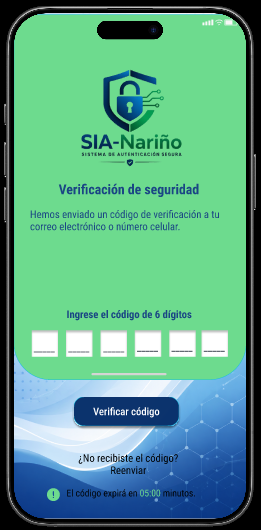 SIA-Nariño
SISTEMA DE AUTENTICACIÓN SEGURA
Verificación de seguridad
Hemos enviado un código de verificación a tu
correo electrónico o número celular.
Ingrese el código de 6 dígitos
Verificar código
¿No recibiste el código?
Reenviar
! El código expira en 05:00 minutos.